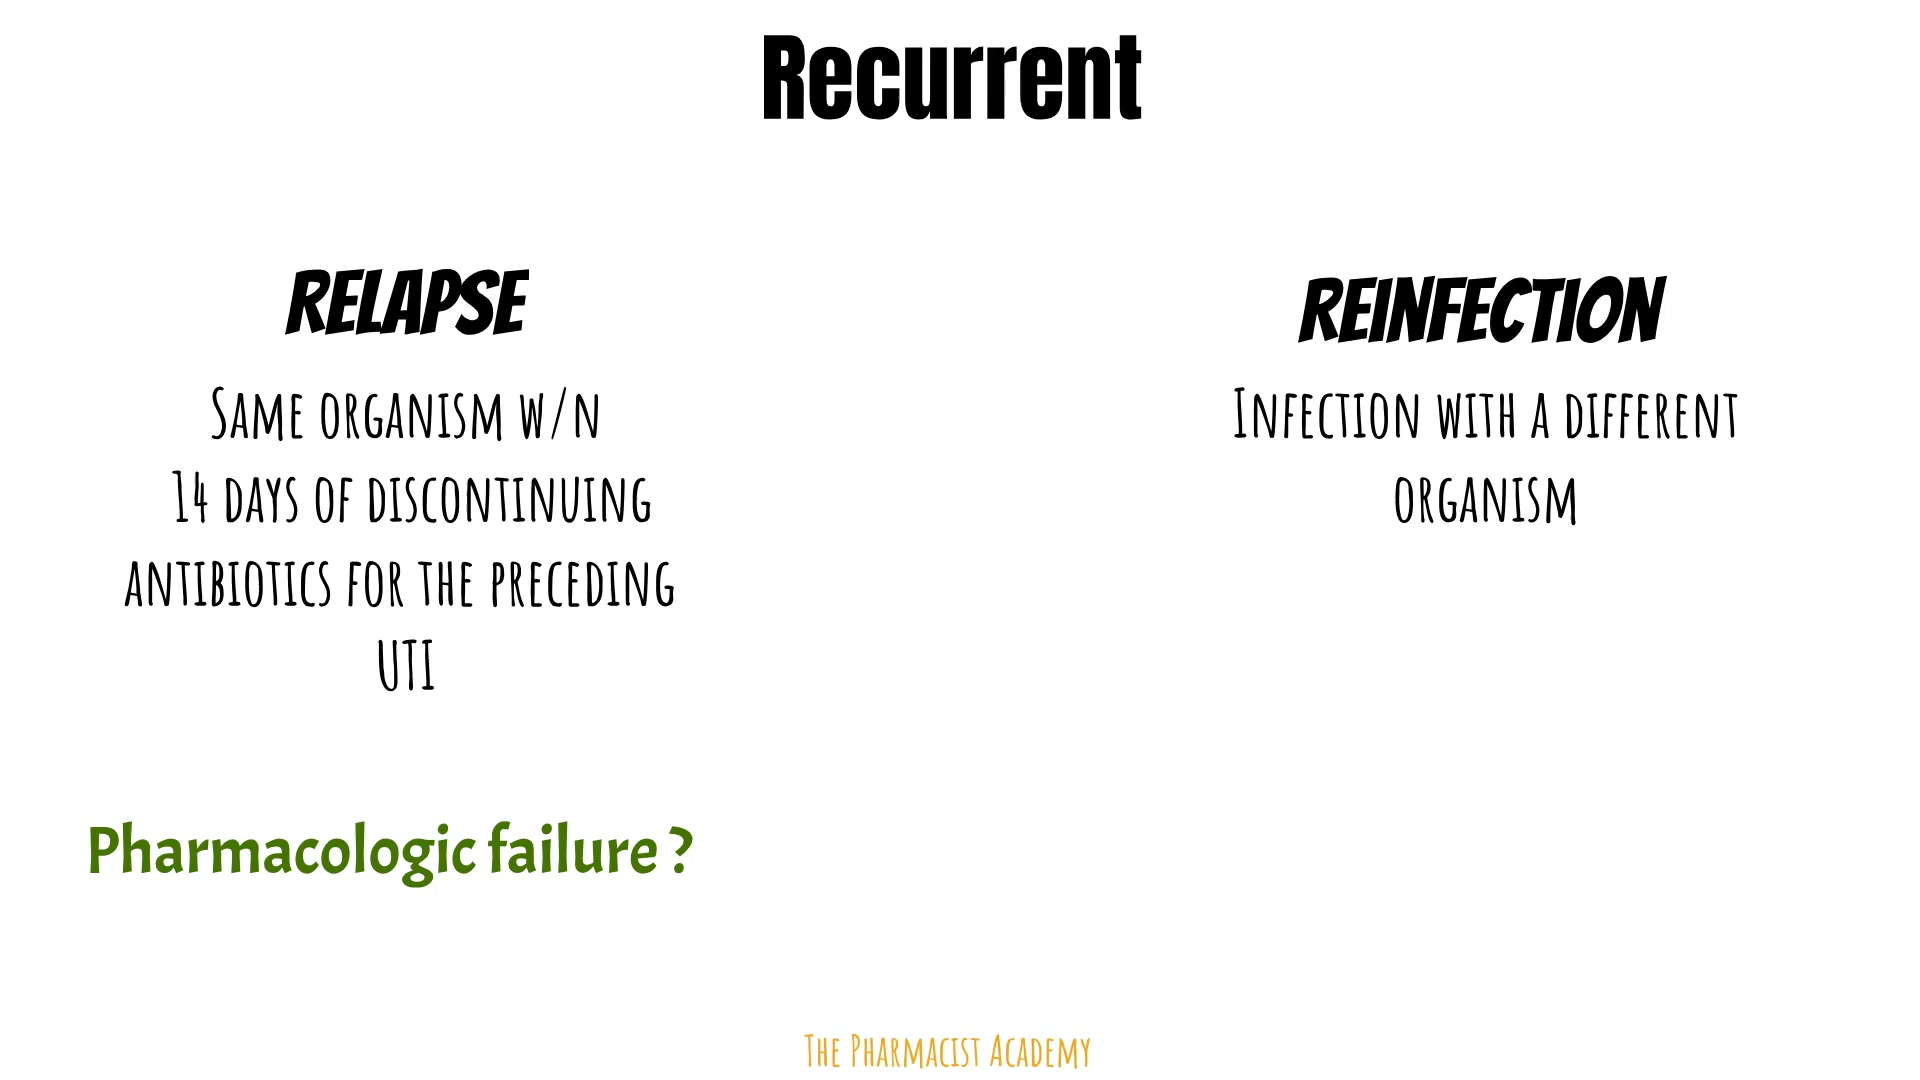 Recurrent
RELAPSE
Same organism w/n
14 days of discontinuing
antibiotics for the preceding
UTI
Pharmacologic failure ?
REINFECTION
Infection with a different
organism
The Pharmacist Academy